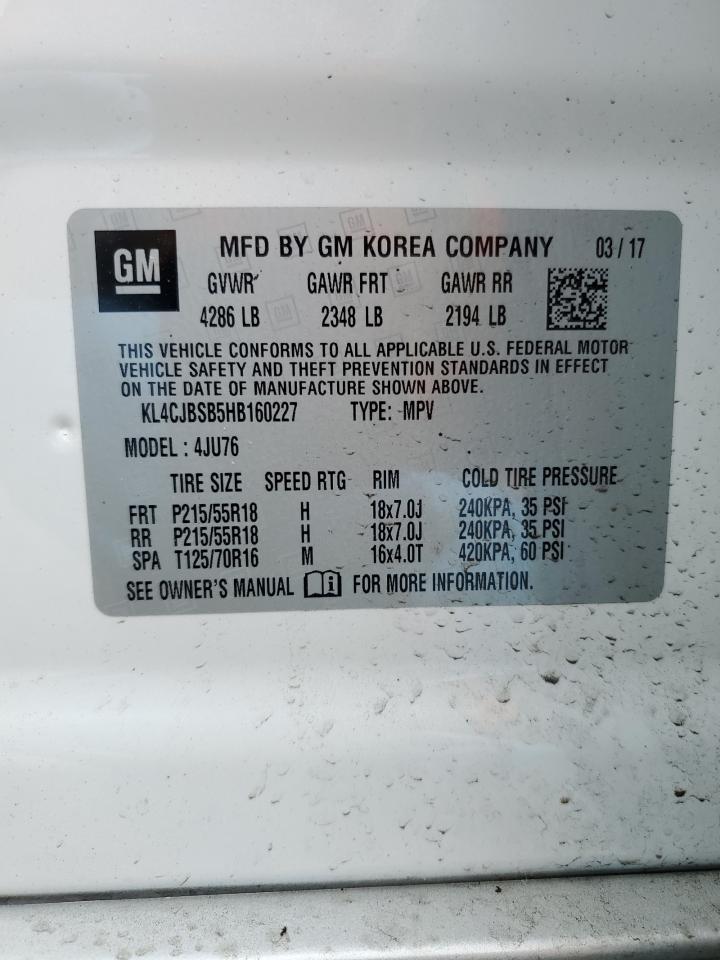 GM MFD BY GM KOREA COMPANY 03/17
GVWR GAWR FRT GAWR RR
4286 LB 2348 LB 2194 LB
THIS VEHICLE CONFORMS TO ALL APPLICABLE U.S. FEDERAL MOTOR
VEHICLE SAFETY AND THEFT PREVENTION STANDARDS IN EFFECT
ON THE DATE OF MANUFACTURE SHOWN ABOVE.
KL4CJBSB5HB160227 TYPE: MPV
MODEL : 4JU76
TIRE SIZE SPEED RTG RIM COLD TIRE PRESSURE
FRT P215/55R18 H 18x7.0J 240KPA, 35 PSI
RR P215/55R18 H 18x7.0J 240KPA, 35 PSI
SPA T125/70R16 M 16x4.0T 420KPA, 60 PSI
SEE OWNER'S MANUAL i FOR MORE INFORMATION.